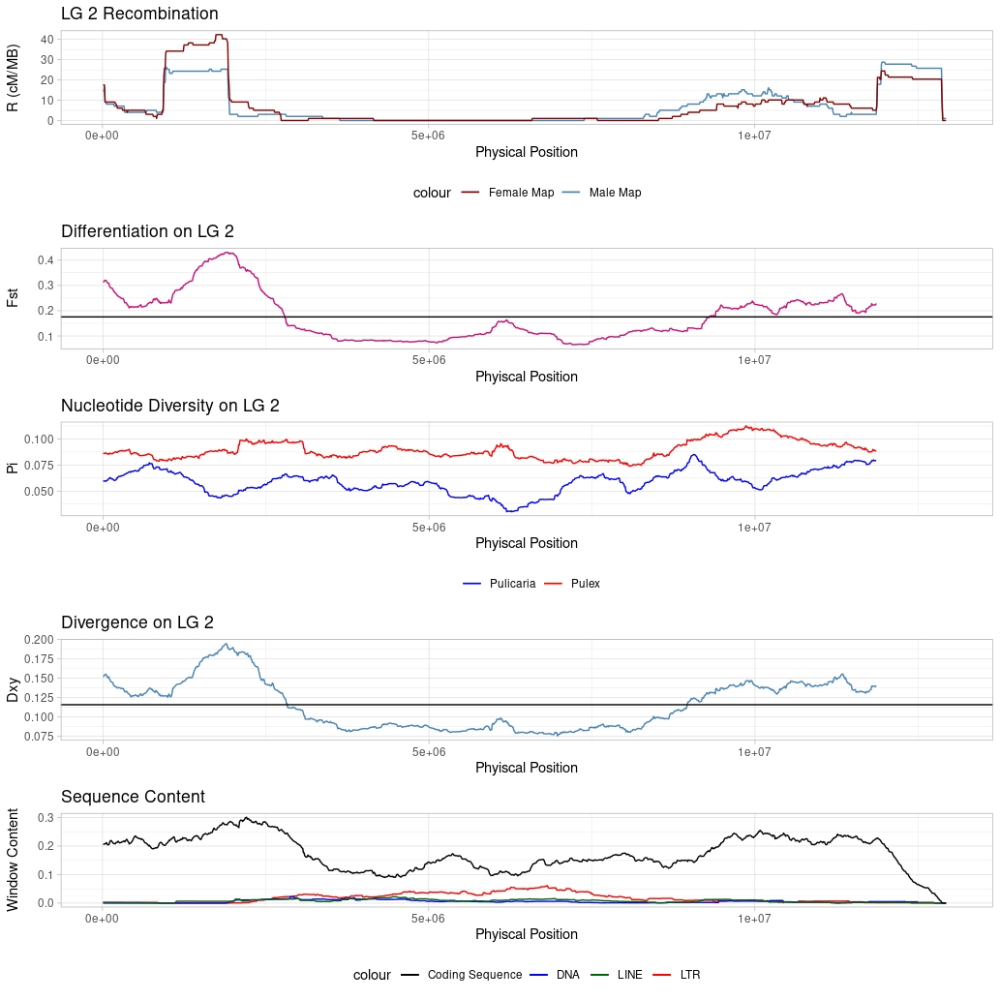 LG 2 Recombination
R (cM/MB)
40
30
20
10
0
0e+00 5e+06 1e+07
Physical Position
colour Female Map Male Map
Differentiation on LG 2
Fst
0.4
0.3
0.2
0.1
0e+00 5e+06 1e+07
Phyiscal Position
Nucleotide Diversity on LG 2
Pi
0.100
0.075
0.050
0e+00 5e+06 1e+07
Phyiscal Position
Pulicaria Pulex
Divergence on LG 2
Dxy
0.200
0.175
0.150
0.125
0.100
0.075
0e+00 5e+06 1e+07
Phyiscal Position
Sequence Content
Window Content
0.3
0.2
0.1
0.0
0e+00 5e+06 1e+07
Phyiscal Position
colour Coding Sequence DNA LINE LTR